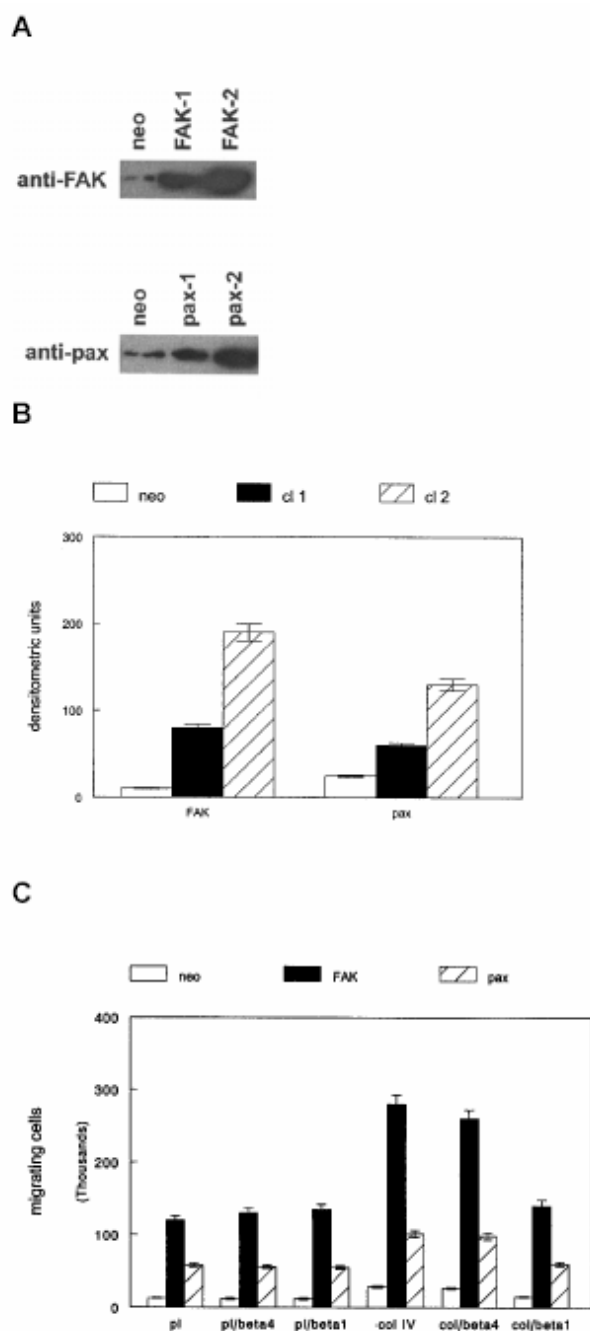 A
neo FAK-1 FAK-2
anti-FAK
neo pax-1 pax-2
anti-pax
B
neo cl 1 cl 2
300
200
100
0
densitometric units
FAK pax
C
neo FAK pax
400
300
200
100
0
migrating cells
(Thousands)
pl pl/beta4 pl/beta1 col IV col/beta4 col/beta1